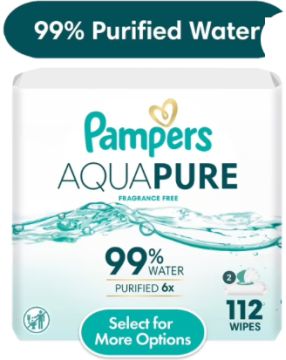 99% Purified Water
Pampers
AQUAPURE
FRAGRANCE FREE
99% WATER
PURIFIED 6x
2
112
WIPES
Select for
More Options